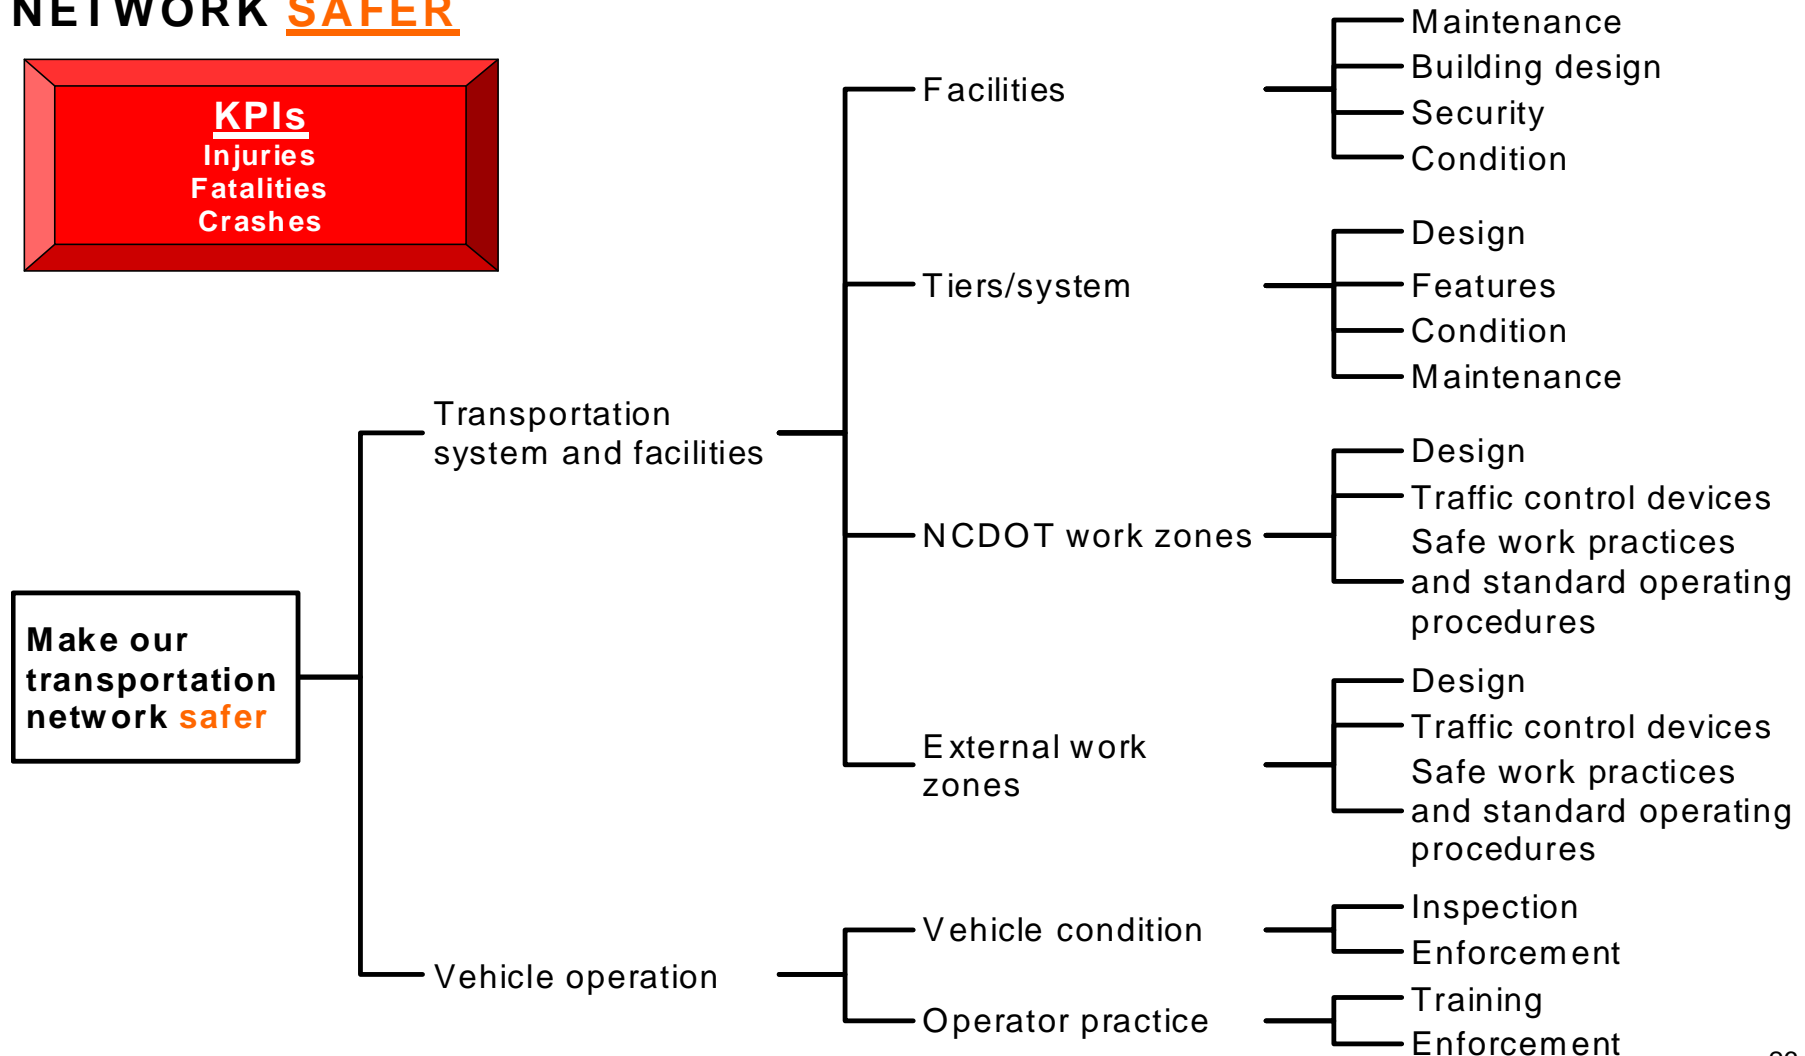 NETWORK SAFER
KPIs
Injuries
Fatalities
Crashes
Make our
transportation
network safer
Transportation
system and facilities
Vehicle operation
Facilities
Tiers/system
NCDOT work zones
External work
zones
Vehicle condition
Operator practice
Maintenance
Building design
Security
Condition
Design
Features
Condition
Maintenance
Design
Traffic control devices
Safe work practices
and standard operating
procedures
Design
Traffic control devices
Safe work practices
and standard operating
procedures
Inspection
Enforcement
Training
Enforcement